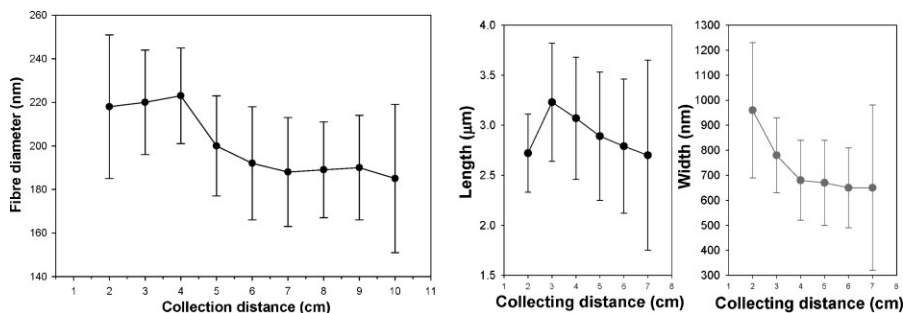 260
240
220
200
180
160
140
Fibre diameter (nm)
1 2 3 4 5 6 7 8 9 10 11
Collection distance (cm)
4.0
3.5
3.0
2.5
2.0
1.5
Length (μm)
1 2 3 4 5 6 7 8
Collecting distance (cm)
1300
1200
1100
1000
900
800
700
600
500
400
300
Width (nm)
1 2 3 4 5 6 7 8
Collecting distance (cm)